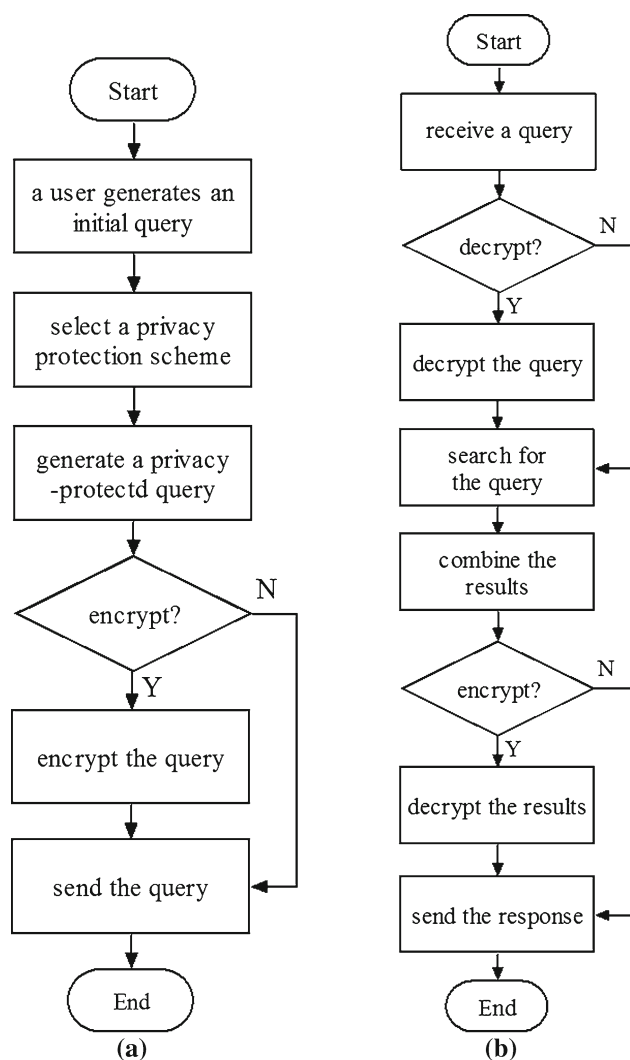 Start
a user generates an
initial query
select a privacy
protection scheme
generate a privacy
-protectd query
encrypt?
N
Y
encrypt the query
send the query
End
(a)
Start
receive a query
decrypt?
N
Y
decrypt the query
search for
the query
combine the
results
encrypt?
N
Y
decrypt the results
send the response
End
(b)